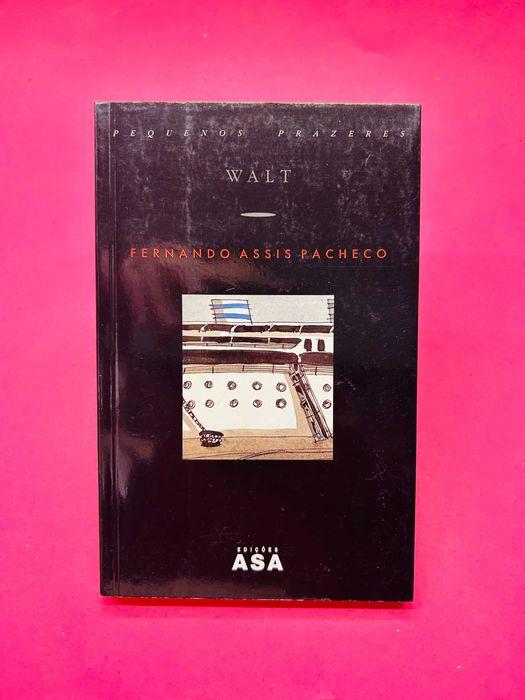 PEQUENOS PRAZERES
WALT
FERNANDO ASSIS PACHECO
EDIÇÕES
ASA